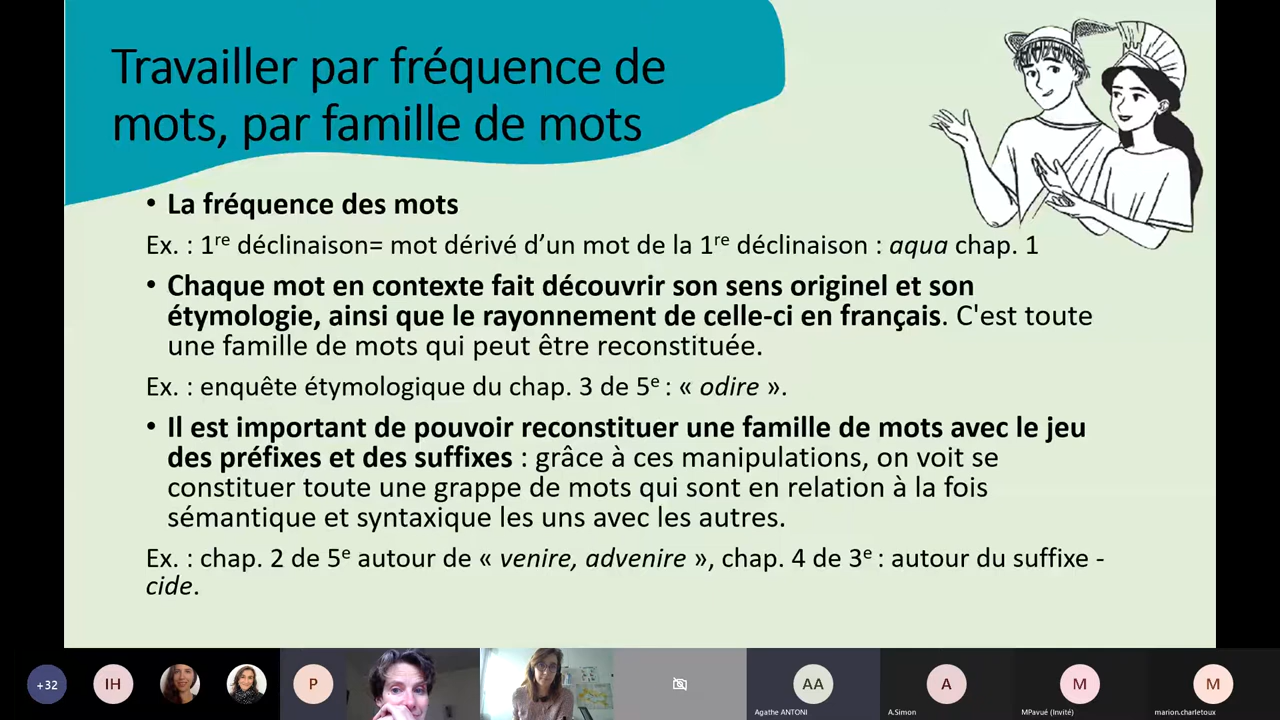 Travailler par fréquence de
mots, par famille de mots
• La fréquence des mots
Ex. : 1re déclinaison= mot dérivé d’un mot de la 1re déclinaison : aqua chap. 1
• Chaque mot en contexte fait découvrir son sens originel et son
étymologie, ainsi que le rayonnement de celle-ci en français. C'est toute
une famille de mots qui peut être reconstituée.
Ex. : enquête étymologique du chap. 3 de 5e : « odire ».
• Il est important de pouvoir reconstituer une famille de mots avec le jeu
des préfixes et des suffixes : grâce à ces manipulations, on voit se
constituer toute une grappe de mots qui sont en relation à la fois
sémantique et syntaxique les uns avec les autres.
Ex. : chap. 2 de 5e autour de « venire, advenire », chap. 4 de 3e : autour du suffixe -
cide.
+32 IH P AA A M M
Agathe ANTONI A.Simon MPavué (Invité) marion.charletoux